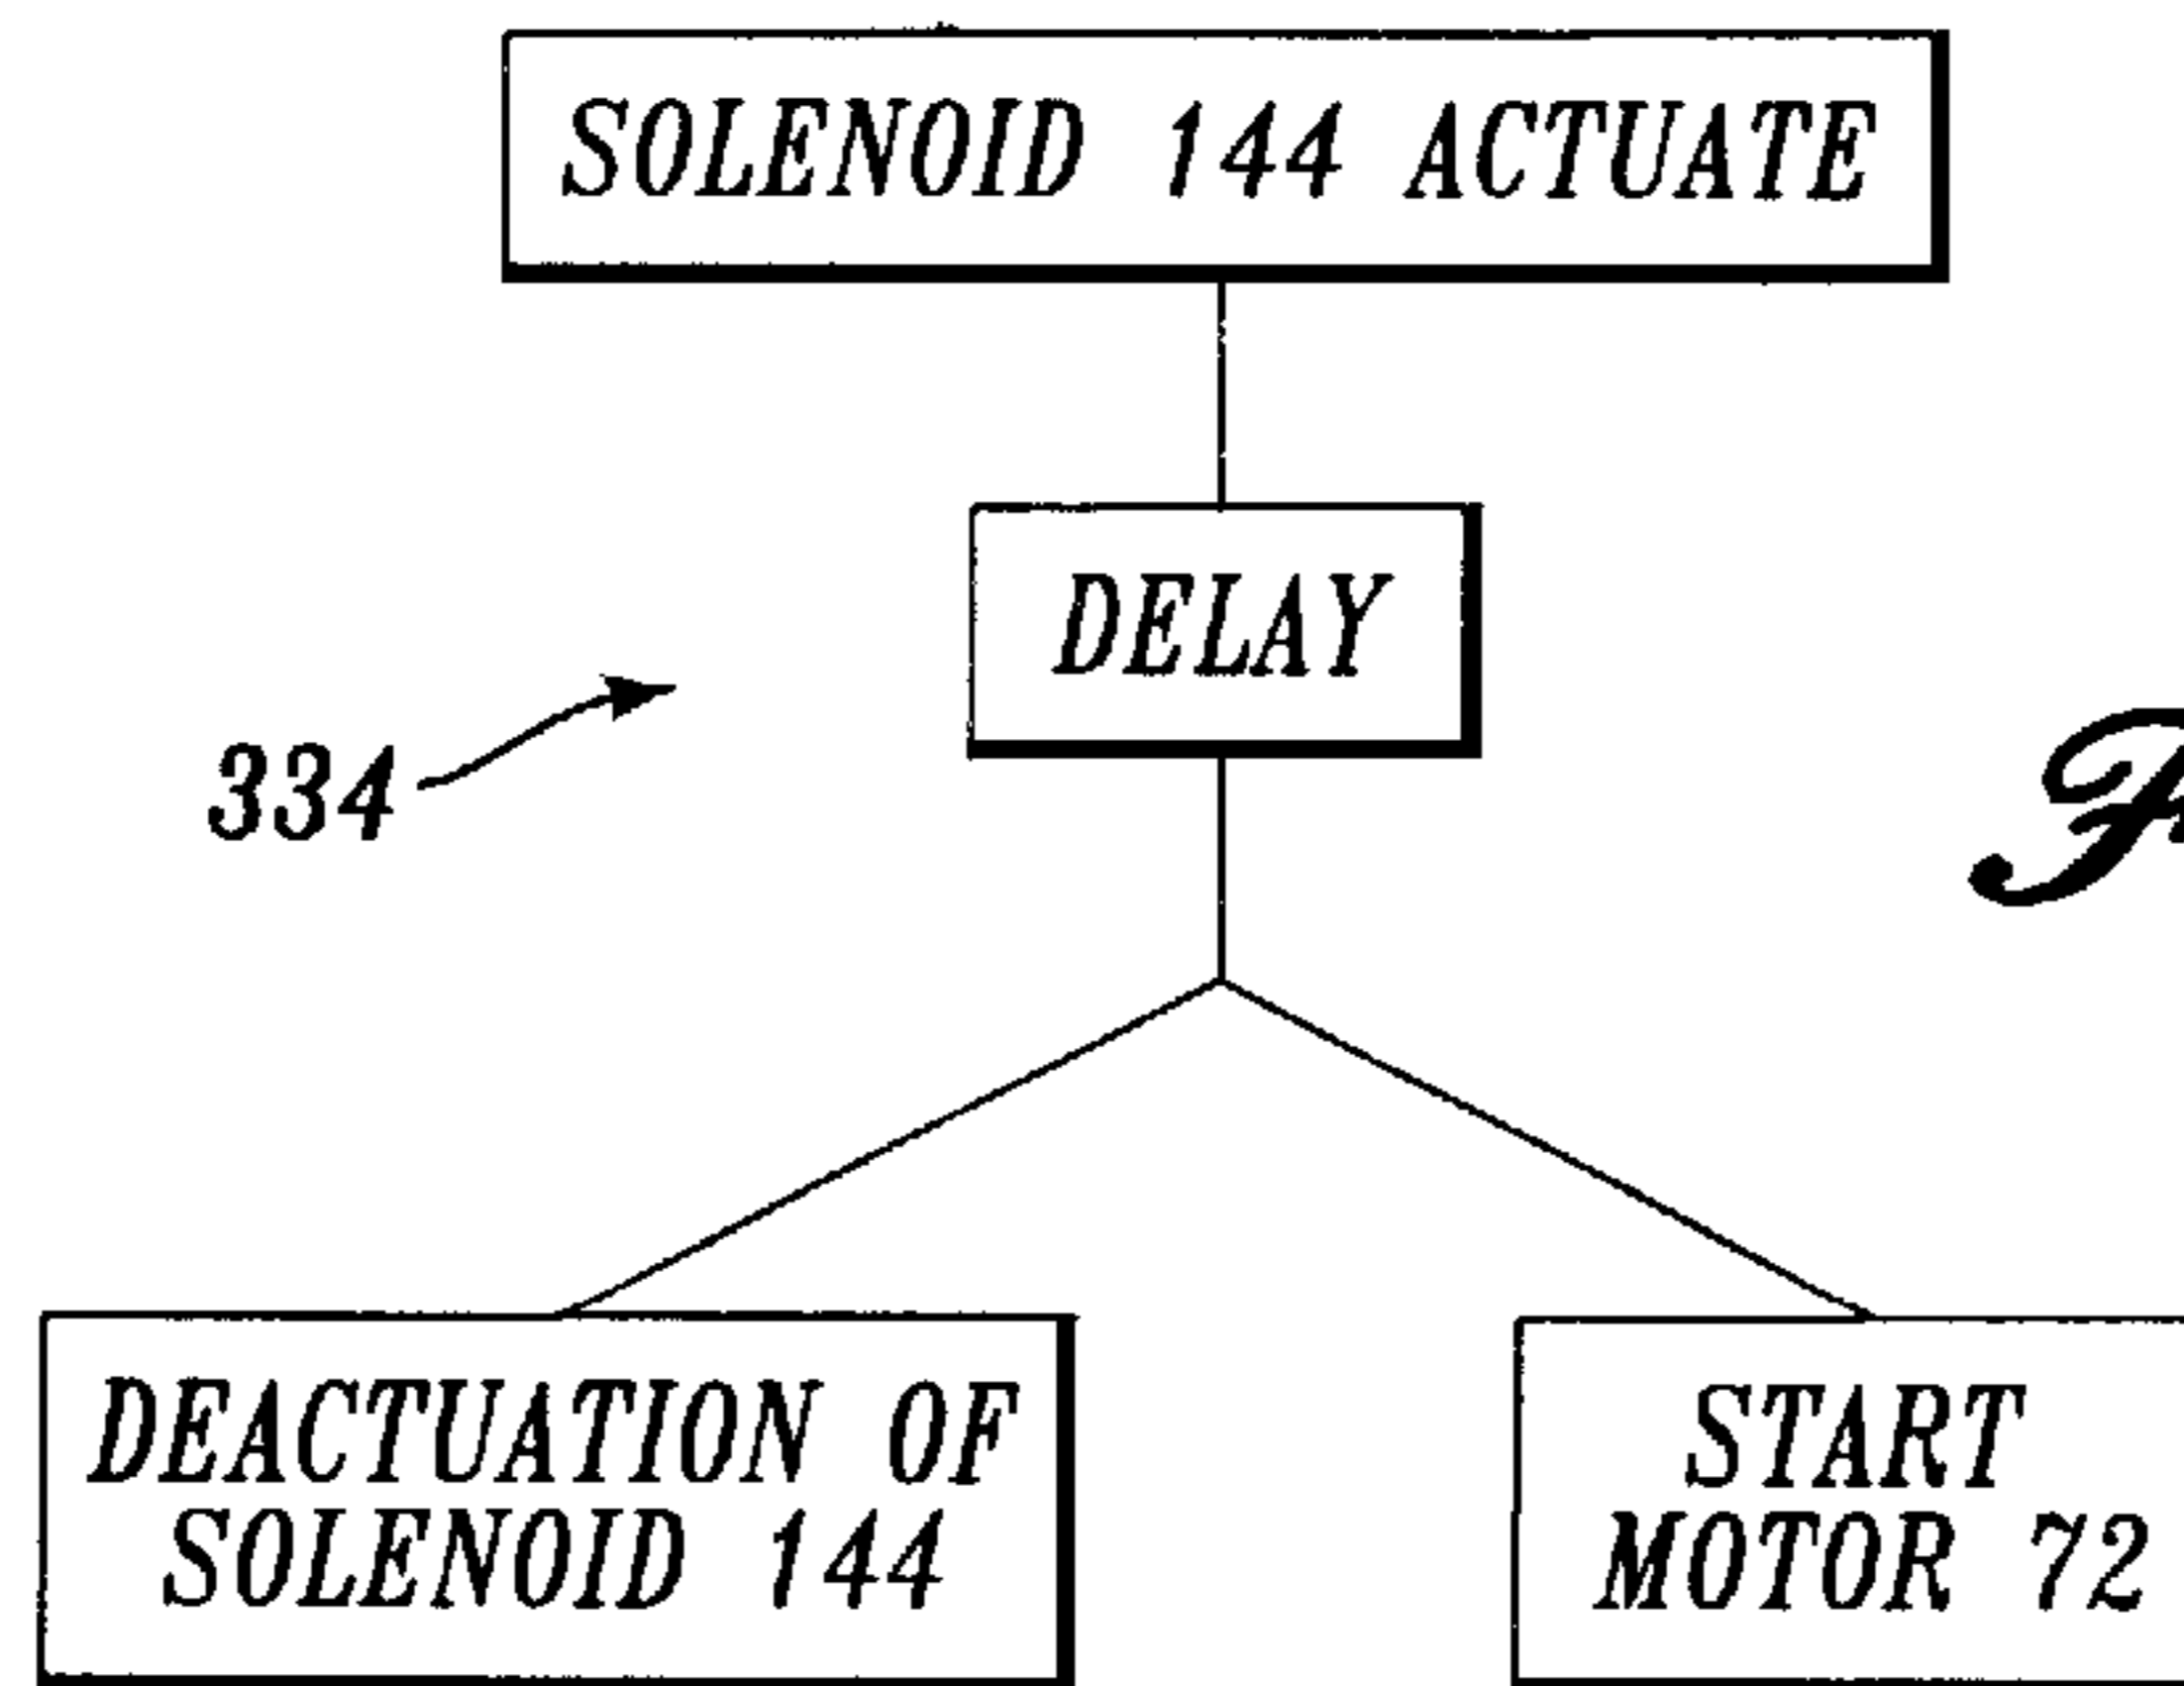 SOLENOID 144 ACTUATE
DELAY
334
DEACTUATION OF
SOLENOID 144
START
MOTOR 72